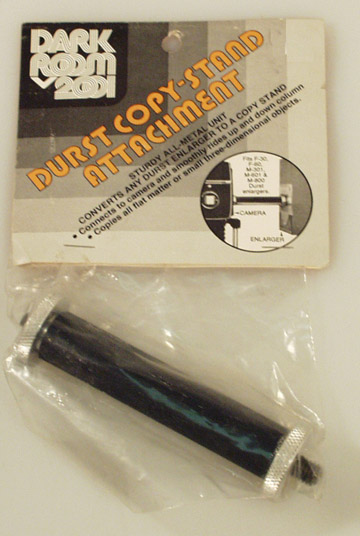 DARK
ROOM
2001
DURST COPY-STAND
ATTACHMENT
STURDY ALL-METAL UNIT
CONVERTS ANY DURST ENLARGER TO A COPY STAND
• Connects to camera and smoothly rides up and down column
• Copies all flat matter or small three-dimensional objects.
Fits F-30,
F-60,
M-301,
M-601 &
M-800
Durst
enlargers.
CAMERA
ENLARGER